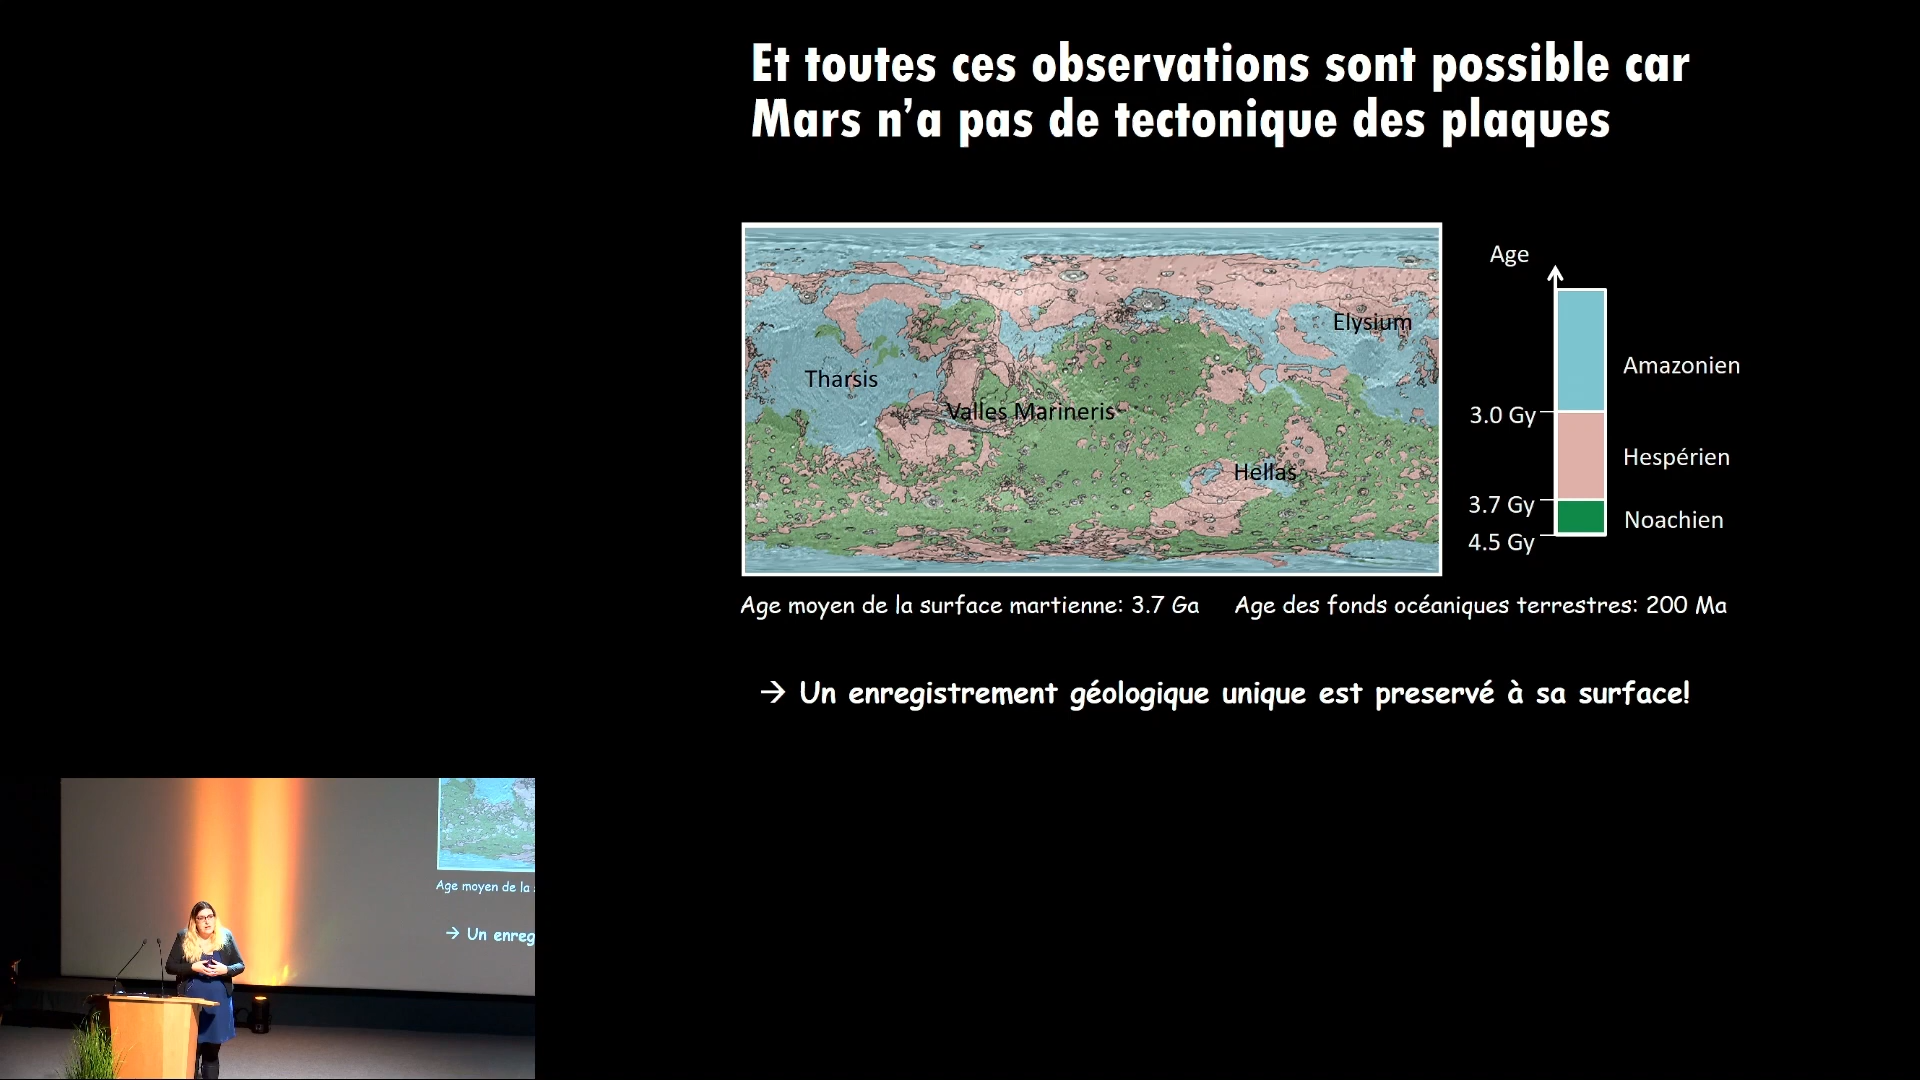 Et toutes ces observations sont possible car
Mars n’a pas de tectonique des plaques
Age
Elysium
Tharsis
Valles Marineris
Hellas
Amazonien
3.0 Gy
Hespérien
3.7 Gy
Noachien
4.5 Gy
Age moyen de la surface martienne: 3.7 Ga
Age des fonds océaniques terrestres: 200 Ma
→ Un enregistrement géologique unique est preservé à sa surface!
Age moyen de la
→ Un enreg